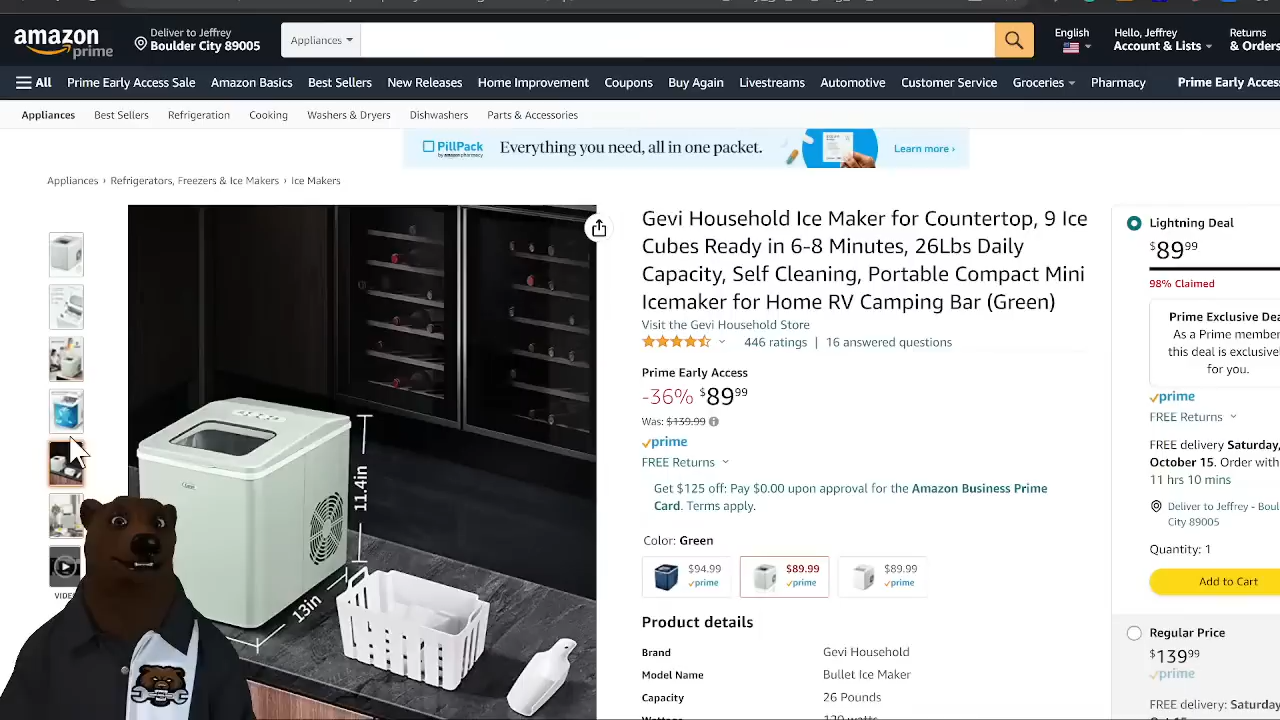 amazon
prime
Deliver to Jeffrey
Boulder City 89005
Appliances
English
Hello, Jeffrey
Account & Lists
Returns
& Orders
All
Prime Early Access Sale
Amazon Basics
Best Sellers
New Releases
Home Improvement
Coupons
Buy Again
Livestreams
Automotive
Customer Service
Groceries
Pharmacy
Prime Early Acces
Appliances
Best Sellers
Refrigeration
Cooking
Washers & Dryers
Dishwashers
Parts & Accessories
PillPack
by amazon pharmacy
Everything you need, all in one packet.
Learn more ›
Appliances › Refrigerators, Freezers & Ice Makers › Ice Makers
11.4in
13in
VIDE
Gevi Household Ice Maker for Countertop, 9 Ice
Cubes Ready in 6-8 Minutes, 26Lbs Daily
Capacity, Self Cleaning, Portable Compact Mini
Icemaker for Home RV Camping Bar (Green)
Visit the Gevi Household Store
446 ratings | 16 answered questions
Prime Early Access
-36% $89 99
Was: $139.99
prime
FREE Returns
Get $125 off: Pay $0.00 upon approval for the Amazon Business Prime
Card. Terms apply.
Color: Green
$94.99
prime
$89.99
prime
$89.99
prime
Product details
Brand Gevi Household
Model Name Bullet Ice Maker
Capacity 26 Pounds
Lightning Deal
$89 99
98% Claimed
Prime Exclusive Dea
As a Prime membe
this deal is exclusive
for you.
prime
FREE Returns
FREE delivery Saturday,
October 15. Order with
11 hrs 10 mins
Deliver to Jeffrey - Boul
City 89005
Quantity: 1
Add to Cart
Regular Price
$139 99
prime
FREE delivery Saturday